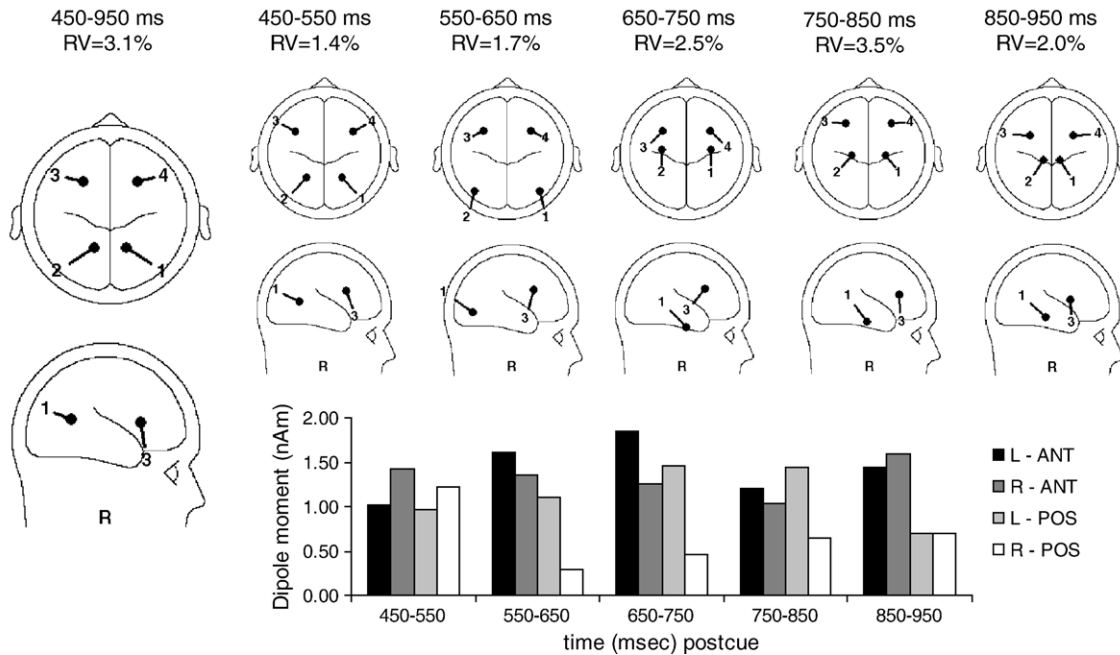 450-950 ms
RV=3.1%
450-550 ms
RV=1.4%
550-650 ms
RV=1.7%
650-750 ms
RV=2.5%
750-850 ms
RV=3.5%
850-950 ms
RV=2.0%
3 4
2 1
3 4
2 1
3 4
2 1
3 4
2 1
3 4
2 1
3 4
2 1
1 3
R
1 3
R
1 3
R
1 3
R
1 3
R
1 3
R
Dipole moment (nAm)
2.00
1.50
1.00
0.50
0.00
450-550 550-650 650-750 750-850 850-950
time (msec) postcue
L - ANT
R - ANT
L - POS
R - POS